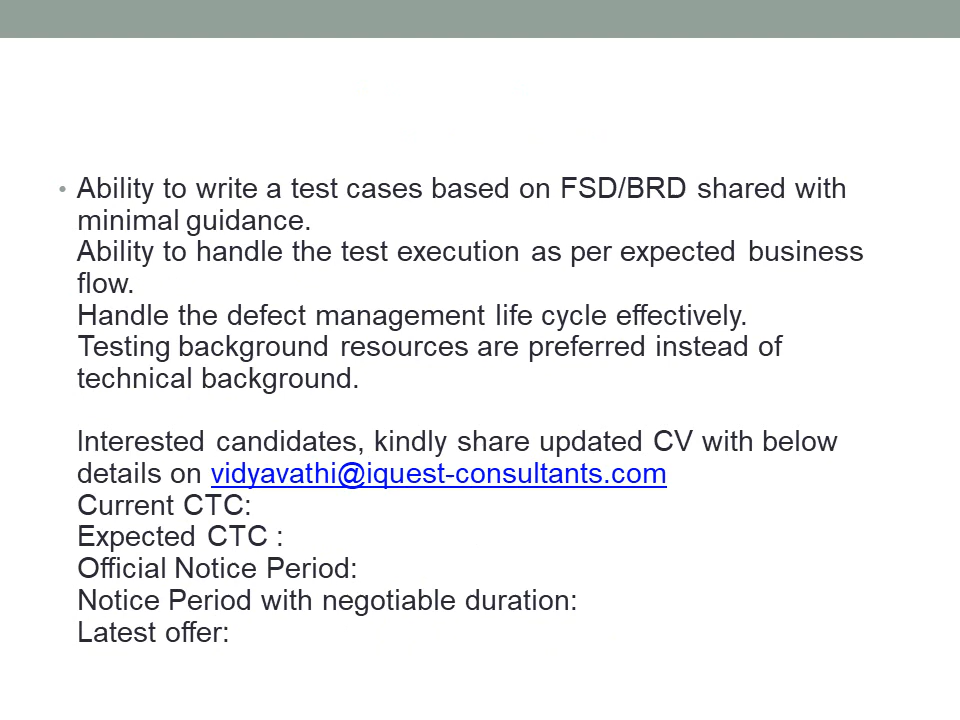 • Ability to write a test cases based on FSD/BRD shared with
minimal guidance.
Ability to handle the test execution as per expected business
flow.
Handle the defect management life cycle effectively.
Testing background resources are preferred instead of
technical background.
Interested candidates, kindly share updated CV with below
details on vidyavathi@iquest-consultants.com
Current CTC:
Expected CTC :
Official Notice Period:
Notice Period with negotiable duration:
Latest offer: